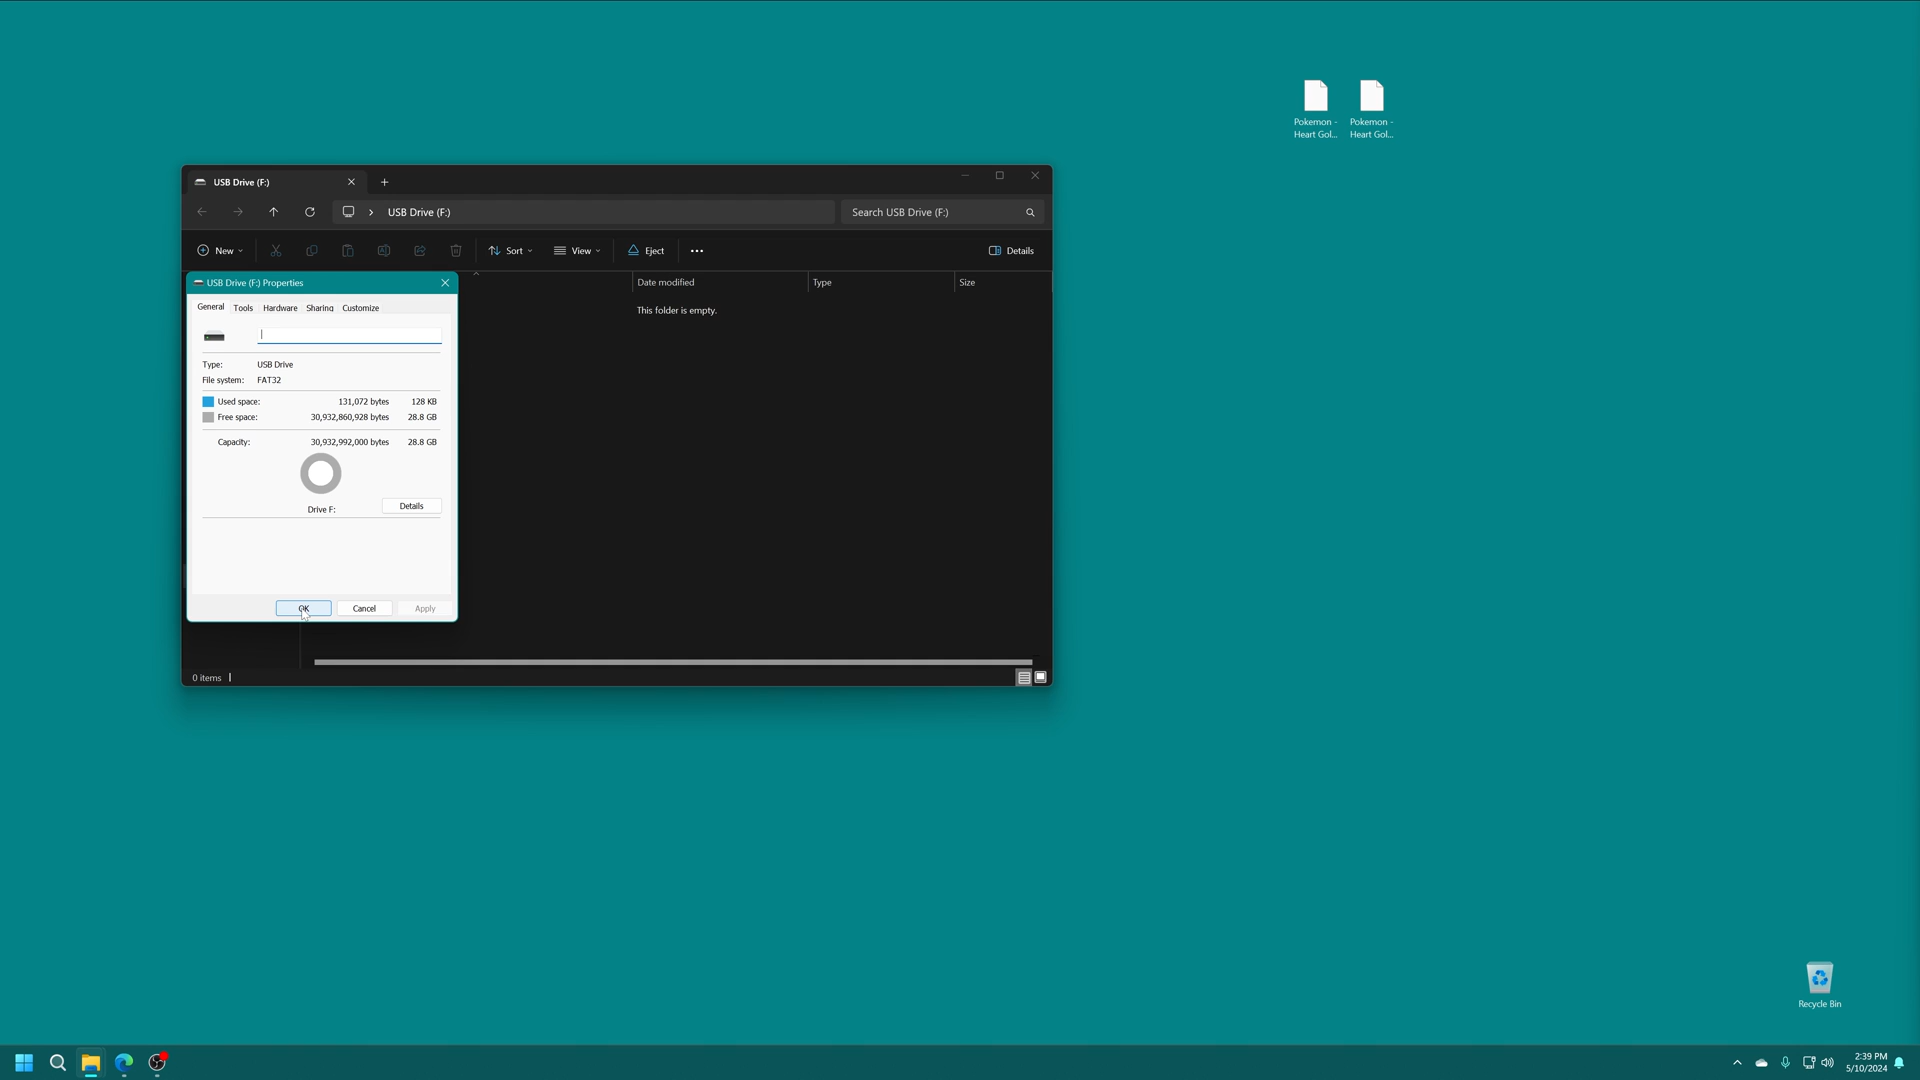 Pokemon - Heart Gol...
Pokemon - Heart Gol...
USB Drive (F:)
USB Drive (F:)
Search USB Drive (F:)
New
Sort
View
Eject
Details
Date modified
Type
Size
This folder is empty.
USB Drive (F:) Properties
General Tools Hardware Sharing Customize
Type: USB Drive
File system: FAT32
Used space: 131,072 bytes 128 KB
Free space: 30,932,860,928 bytes 28.8 GB
Capacity: 30,932,992,000 bytes 28.8 GB
Drive F:
Details
OK Cancel Apply
0 items
Recycle Bin
2:39 PM
5/10/2024